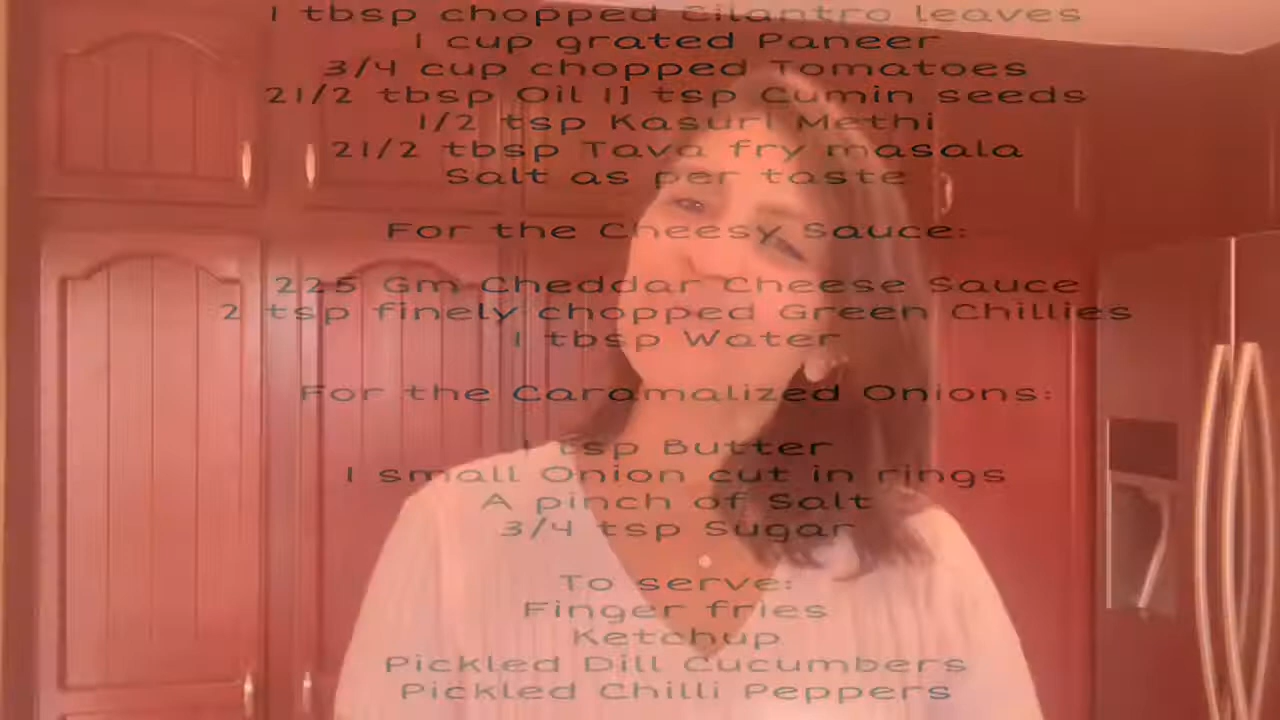 1 tbsp chopped Cilantro leaves
1 cup grated Paneer
3/4 cup chopped Tomatoes
21/2 tbsp Oil 1] tsp Cumin seeds
1/2 tsp Kasuri Methi
21/2 tbsp Tava fry masala
Salt as per taste
For the Cheesy Sauce:
225 Gm Cheddar Cheese Sauce
2 tsp finely chopped Green Chillies
1 tbsp Water
For the Caramalized Onions:
1 tsp Butter
1 small Onion cut in rings
A pinch of Salt
3/4 tsp Sugar
To serve:
Finger fries
Ketchup
Pickled Dill Cucumbers
Pickled Chilli Peppers